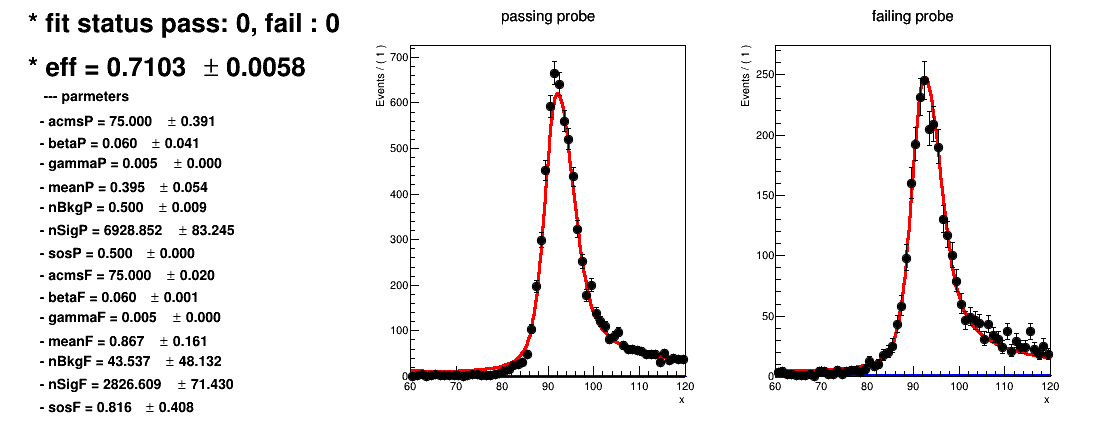 * fit status pass: 0, fail : 0
* eff = 0.7103 ± 0.0058
--- parmeters
- acmsP = 75.000 ± 0.391
- betaP = 0.060 ± 0.041
- gammaP = 0.005 ± 0.000
- meanP = 0.395 ± 0.054
- nBkgP = 0.500 ± 0.009
- nSigP = 6928.852 ± 83.245
- sosP = 0.500 ± 0.000
- acmsF = 75.000 ± 0.020
- betaF = 0.060 ± 0.001
- gammaF = 0.005 ± 0.000
- meanF = 0.867 ± 0.161
- nBkgF = 43.537 ± 48.132
- nSigF = 2826.609 ± 71.430
- sosF = 0.816 ± 0.408
passing probe
Events / ( 1 )
700
600
500
400
300
200
100
0
60 70 80 90 100 110 120
x
failing probe
Events / ( 1 )
250
200
150
100
50
0
60 70 80 90 100 110 120
x